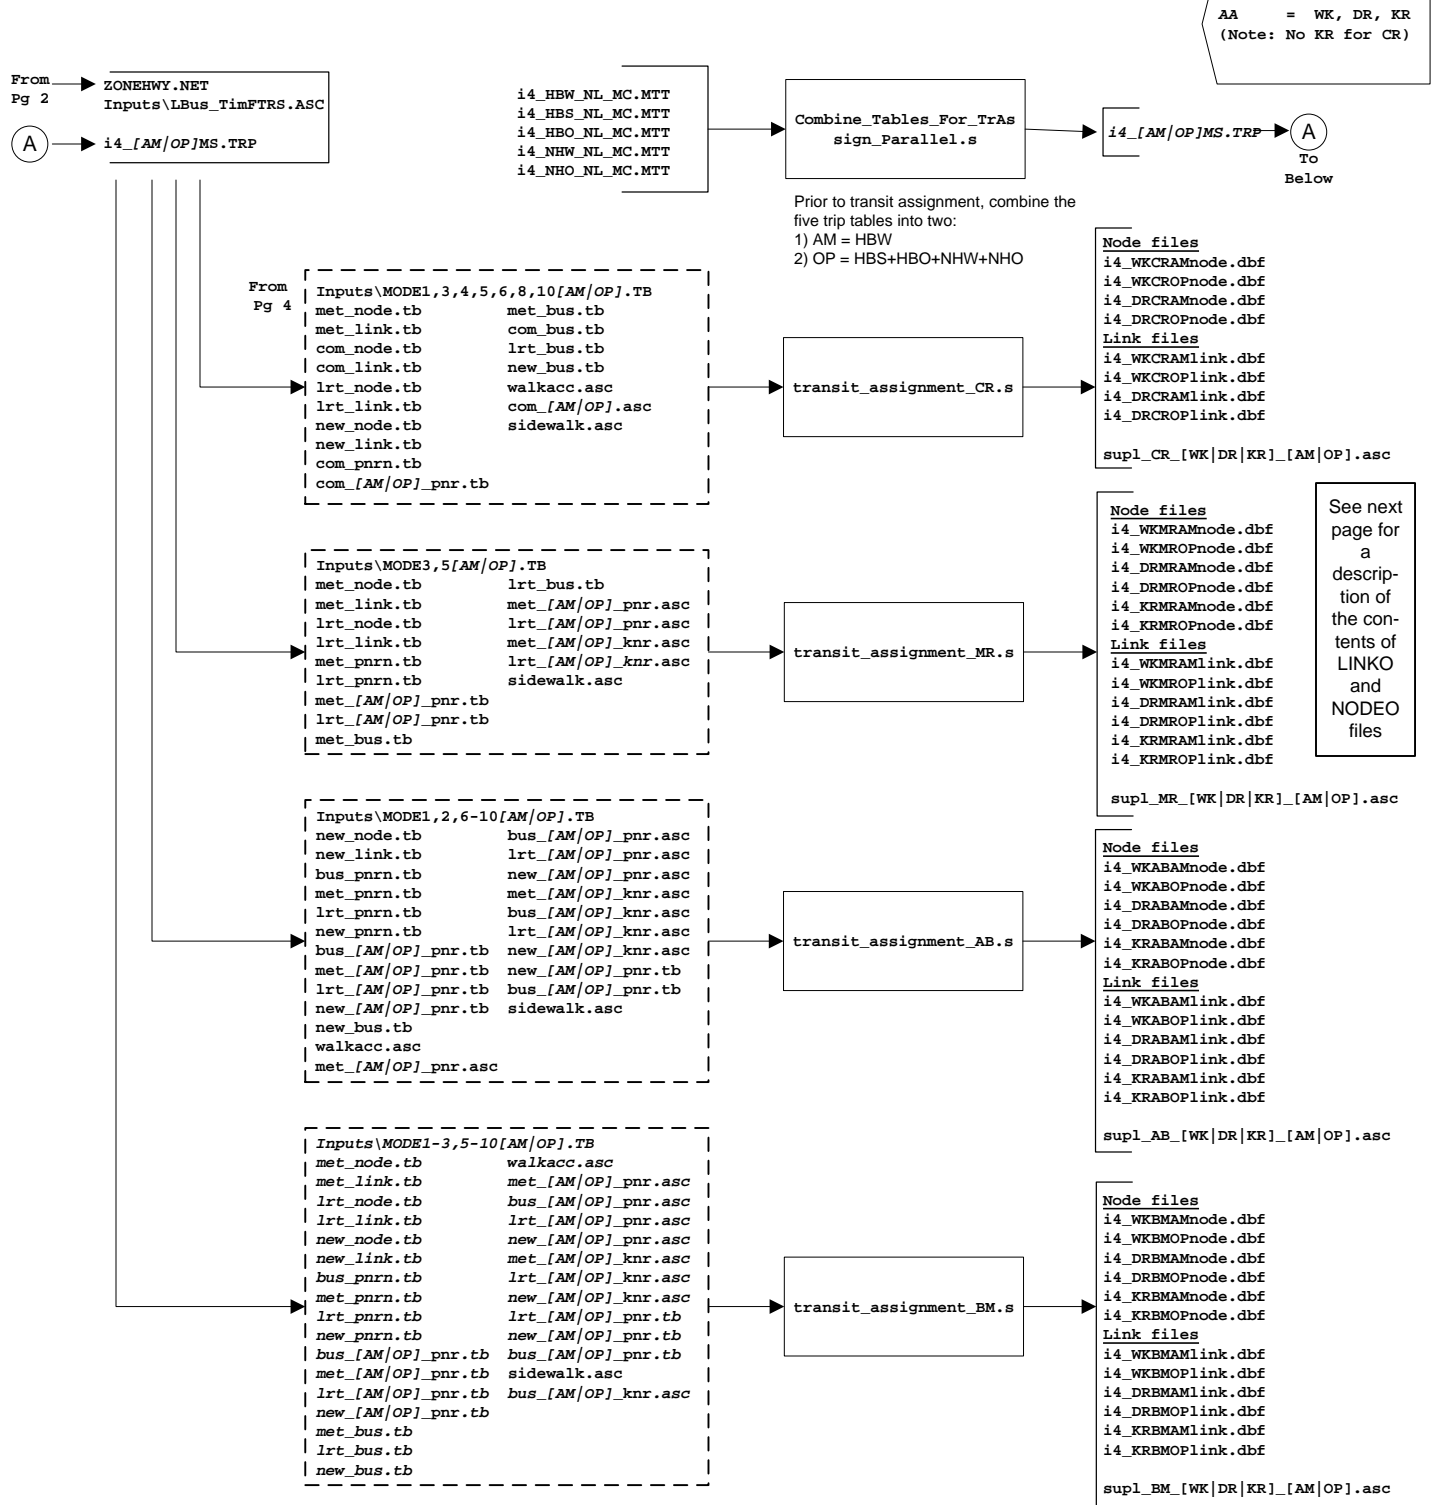 AA = WK, DR, KR
(Note: No KR for CR)
From
Pg 2
ZONEHWY.NET
Inputs\LBus_TimFTRS.ASC
A
i4_[AM/OP]MS.TRP
i4_HBW_NL_MC.MTT
i4_HBS_NL_MC.MTT
i4_HBO_NL_MC.MTT
i4_NHW_NL_MC.MTT
i4_NHO_NL_MC.MTT
Combine_Tables_For_TrAs
sign_Parallel.s
i4_[AM/OP]MS.TRP
A
To
Below
Prior to transit assignment, combine the
five trip tables into two:
1) AM = HBW
2) OP = HBS+HBO+NHW+NHO
From
Pg 4
Inputs\MODE1,3,4,5,6,8,10[AM/OP].TB
met_node.tb met_bus.tb
met_link.tb com_bus.tb
com_node.tb lrt_bus.tb
com_link.tb new_bus.tb
lrt_node.tb walkacc.asc
lrt_link.tb com_[AM/OP].asc
new_node.tb sidewalk.asc
new_link.tb
com_pnrn.tb
com_[AM/OP]_pnr.tb
transit_assignment_CR.s
Node files
i4_WKCRAMnode.dbf
i4_WKCROPnode.dbf
i4_DRCRAMnode.dbf
i4_DRCROPnode.dbf
Link files
i4_WKCRAMlink.dbf
i4_WKCROPlink.dbf
i4_DRCRAMlink.dbf
i4_DRCROPlink.dbf
supl_CR_[WK|DR|KR]_[AM|OP].asc
Inputs\MODE3,5[AM/OP].TB
met_node.tb lrt_bus.tb
met_link.tb met_[AM/OP]_pnr.asc
lrt_node.tb lrt_[AM/OP]_pnr.asc
lrt_link.tb met_[AM/OP]_knr.asc
met_pnrn.tb lrt_[AM/OP]_knr.asc
lrt_pnrn.tb sidewalk.asc
met_[AM/OP]_pnr.tb
lrt_[AM/OP]_pnr.tb
met_bus.tb
transit_assignment_MR.s
Node files
i4_WKMRAMnode.dbf
i4_WKMROPnode.dbf
i4_DRMRAMnode.dbf
i4_DRMROPnode.dbf
i4_KRMRAMnode.dbf
i4_KRMROPnode.dbf
Link files
i4_WKMRAMlink.dbf
i4_WKMROPlink.dbf
i4_DRMRAMlink.dbf
i4_DRMROPlink.dbf
i4_KRMRAMlink.dbf
i4_KRMROPlink.dbf
supl_MR_[WK|DR|KR]_[AM|OP].asc
See next
page for
a
descrip-
tion of
the con-
tents of
LINKO
and
NODEO
files
Inputs\MODE1,2,6-10[AM/OP].TB
new_node.tb bus_[AM/OP]_pnr.asc
new_link.tb lrt_[AM/OP]_pnr.asc
bus_pnrn.tb new_[AM/OP]_pnr.asc
met_pnrn.tb met_[AM/OP]_knr.asc
lrt_pnrn.tb bus_[AM/OP]_knr.asc
new_pnrn.tb lrt_[AM/OP]_knr.asc
bus_[AM/OP]_pnr.tb new_[AM/OP]_knr.asc
met_[AM/OP]_pnr.tb new_[AM/OP]_pnr.tb
lrt_[AM/OP]_pnr.tb bus_[AM/OP]_pnr.tb
new_[AM/OP]_pnr.tb sidewalk.asc
new_bus.tb
walkacc.asc
met_[AM/OP]_pnr.asc
transit_assignment_AB.s
Node files
i4_WKABAMnode.dbf
i4_WKABOPnode.dbf
i4_DRABAMnode.dbf
i4_DRABOPnode.dbf
i4_KRABAMnode.dbf
i4_KRABOPnode.dbf
Link files
i4_WKABAMlink.dbf
i4_WKABOPlink.dbf
i4_DRABAMlink.dbf
i4_DRABOPlink.dbf
i4_KRABAMlink.dbf
i4_KRABOPlink.dbf
supl_AB_[WK|DR|KR]_[AM|OP].asc
Inputs\MODE1-3,5-10[AM/OP].TB
met_node.tb walkacc.asc
met_link.tb met_[AM/OP]_pnr.asc
lrt_node.tb bus_[AM/OP]_pnr.asc
lrt_link.tb lrt_[AM/OP]_pnr.asc
new_node.tb new_[AM/OP]_pnr.asc
new_link.tb met_[AM/OP]_knr.asc
bus_pnrn.tb lrt_[AM/OP]_knr.asc
met_pnrn.tb new_[AM/OP]_knr.asc
lrt_pnrn.tb lrt_[AM/OP]_pnr.tb
new_pnrn.tb new_[AM/OP]_pnr.tb
bus_[AM/OP]_pnr.tb bus_[AM/OP]_pnr.tb
met_[AM/OP]_pnr.tb sidewalk.asc
lrt_[AM/OP]_pnr.tb bus_[AM/OP]_knr.asc
new_[AM/OP]_pnr.tb
met_bus.tb
lrt_bus.tb
new_bus.tb
transit_assignment_BM.s
Node files
i4_WKBMAMnode.dbf
i4_WKBMOPnode.dbf
i4_DRBMAMnode.dbf
i4_DRBMOPnode.dbf
i4_KRBMAMnode.dbf
i4_KRBMOPnode.dbf
Link files
i4_WKBMAMlink.dbf
i4_WKBMOPlink.dbf
i4_DRBMAMlink.dbf
i4_DRBMOPlink.dbf
i4_KRBMAMlink.dbf
i4_KRBMOPlink.dbf
supl_BM_[WK|DR|KR]_[AM|OP].asc